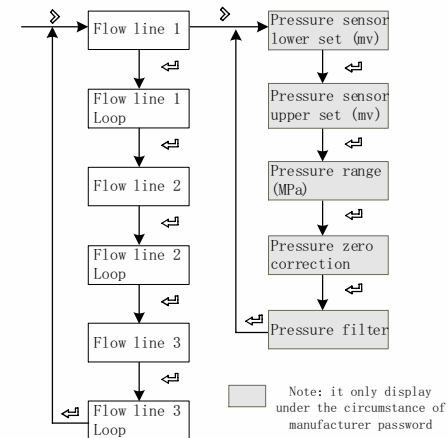 Flow line 1
Flow line 1
Loop
Flow line 2
Flow line 2
Loop
Flow line 3
Flow line 3
Loop
Pressure sensor
lower set (mv)
Pressure sensor
upper set (mv)
Pressure range
(MPa)
Pressure zero
correction
Pressure filter
Note: it only display
under the circumstance of
manufacturer password